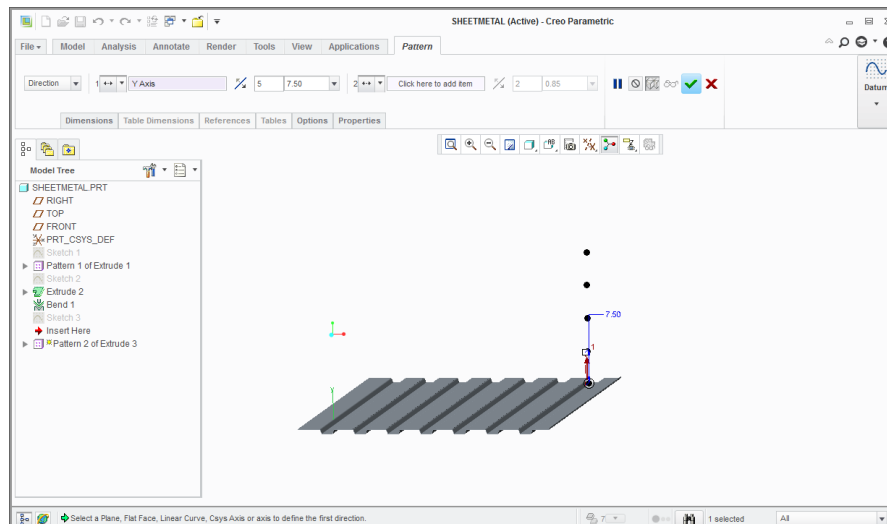 SHEETMETAL (Active) - Creo Parametric
File Model Analysis Annotate Render Tools View Applications Pattern
Direction 1 Y Axis 5 7.50 2 Click here to add item 2 0.85
Datum
Dimensions Table Dimensions References Tables Options Properties
Model Tree
SHEETMETAL.PRT
RIGHT
TOP
FRONT
PRT_CSYS_DEF
Sketch 1
Pattern 1 of Extrude 1
Sketch 2
Extrude 2
Bend 1
Sketch 3
Insert Here
Pattern 2 of Extrude 3
7.50
1
Y
Select a Plane, Flat Face, Linear Curve, Csys Axis or axis to define the first direction.
1 selected
All